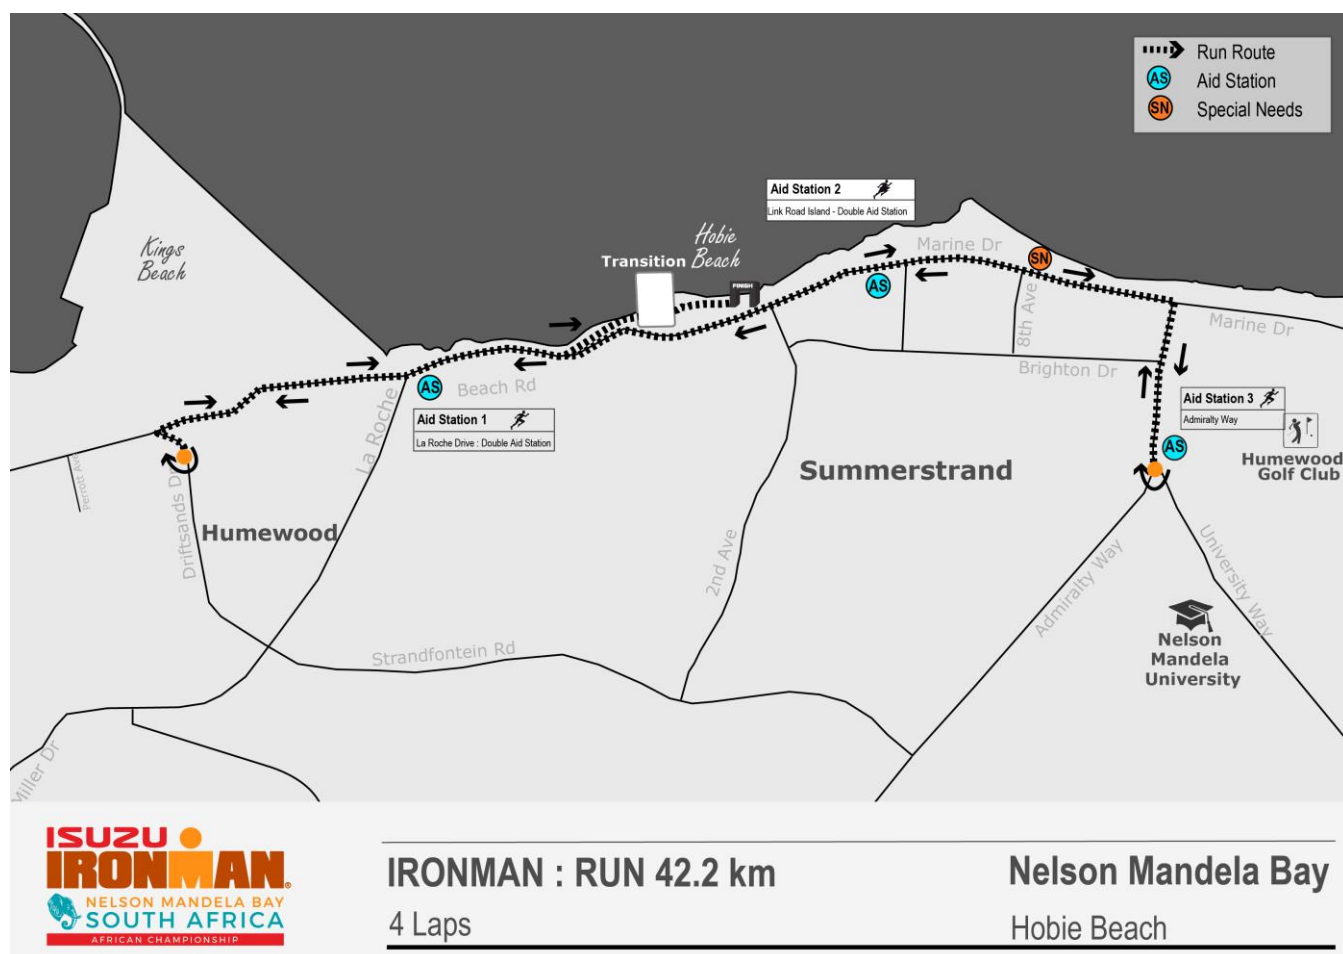 Run Route
AS
Aid Station
SN
Special Needs
Aid Station 2
Link Road Island - Double Aid Station
Kings
Beach
Hobie
Beach
Transition
FINISH
Marine Dr
SN
AS
8th Ave
Marine Dr
Brighton Dr
AS
Beach Rd
La Roche
Aid Station 1
La Roche Drive : Double Aid Station
Aid Station 3
Admiralty Way
AS
Humewood
Golf Club
Summerstrand
Perrott Ave
Driftsands Dr
Humewood
2nd Ave
Admiralty Way
University Way
Nelson
Mandela
University
Strandfontein Rd
Miller Dr
ISUZU
IRONMAN®
NELSON MANDELA BAY
SOUTH AFRICA
AFRICAN CHAMPIONSHIP
IRONMAN : RUN 42.2 km
4 Laps
Nelson Mandela Bay
Hobie Beach